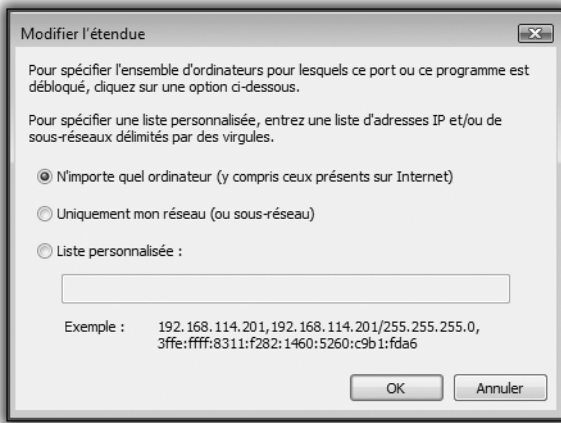 Modifier l'étendue
Pour spécifier l'ensemble d'ordinateurs pour lesquels ce port ou ce programme est
débloqué, cliquez sur une option ci-dessous.
Pour spécifier une liste personnalisée, entrez une liste d'adresses IP et/ou de
sous-réseaux délimités par des virgules.
N'importe quel ordinateur (y compris ceux présents sur Internet)
Uniquement mon réseau (ou sous-réseau)
Liste personnalisée :
Exemple : 192.168.114.201,192.168.114.201/255.255.255.0,
3ffe:ffff:8311:f282:1460:5260:c9b1:fda6
OK Annuler